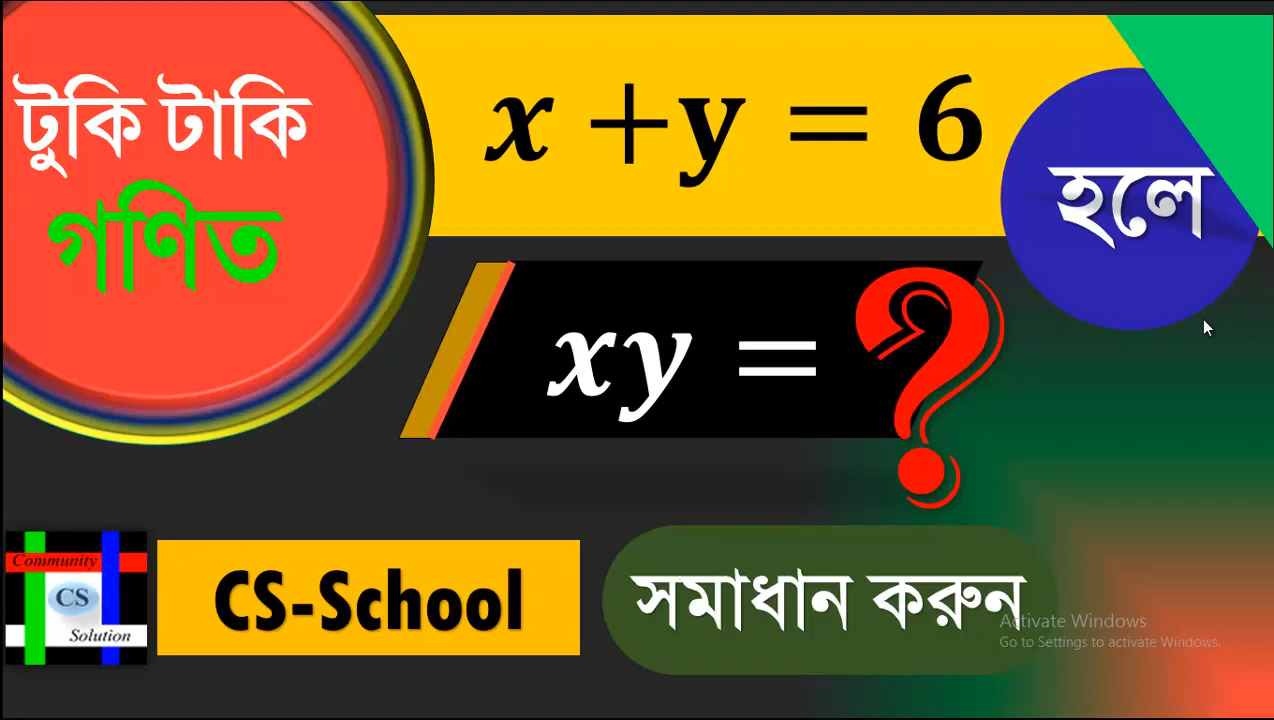 টুকি টাকি
গণিত
x + y = 6
হলে
xy = ?
Community
CS
Solution
CS-School
সমাধান করুন
Activate Windows
Go to Settings to activate Windows.